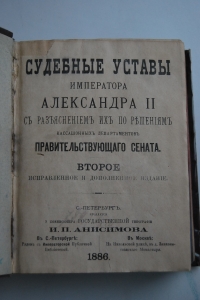 СУДЕБНЫЕ УСТАВЫ
ИМПЕРАТОРА
АЛЕКСАНДРА II
СЪ РАЗЪЯСНЕНІЕМЪ ИХЪ ПО РѢШЕНІЯМЪ
КАССАЦІОННЫХЪ ДЕПАРТАМЕНТОВЪ
ПРАВИТЕЛЬСТВУЮЩАГО СЕНАТА.
ВТОРОЕ
ИСПРАВЛЕННОЕ И ДОПОЛНЕННОЕ ИЗДАНІЕ.
С.-ПЕТЕРБУРГЪ.
ГОСУДАРСТВЕННОЙ
Н. П. АНИСИМОВА
Въ С.-Петербургѣ: Въ Москвѣ:
1886.